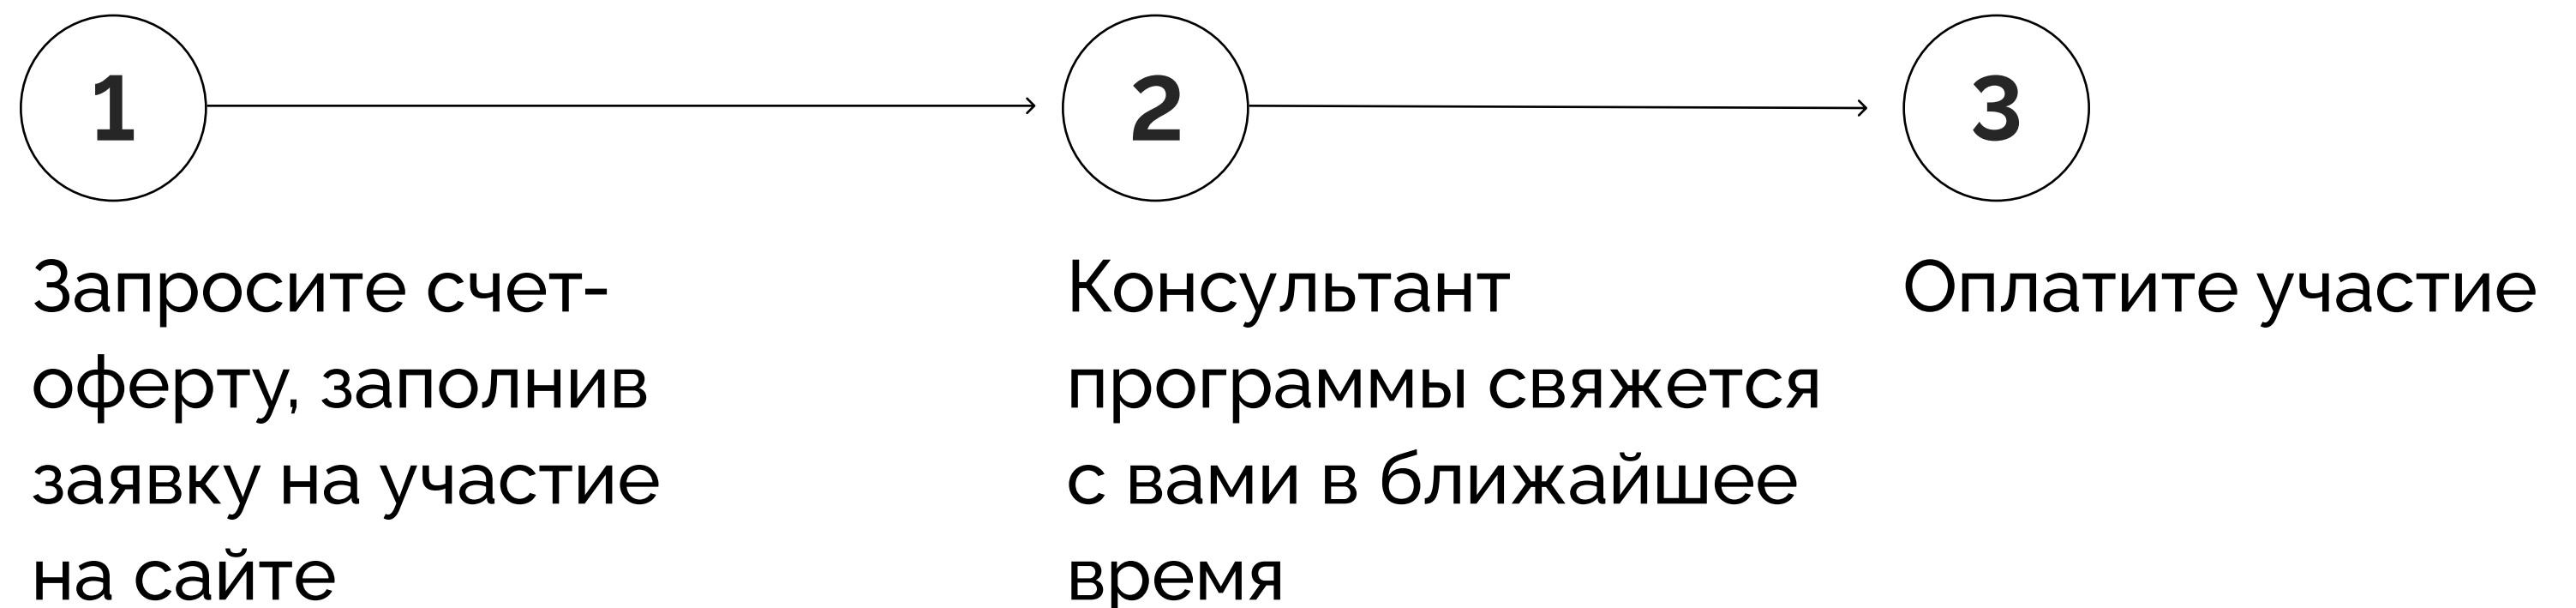 1
Запросите счет-
оферту, заполнив
заявку на участие
на сайте
2
Консультант
программы свяжется
с вами в ближайшее
время
3
Оплатите участие